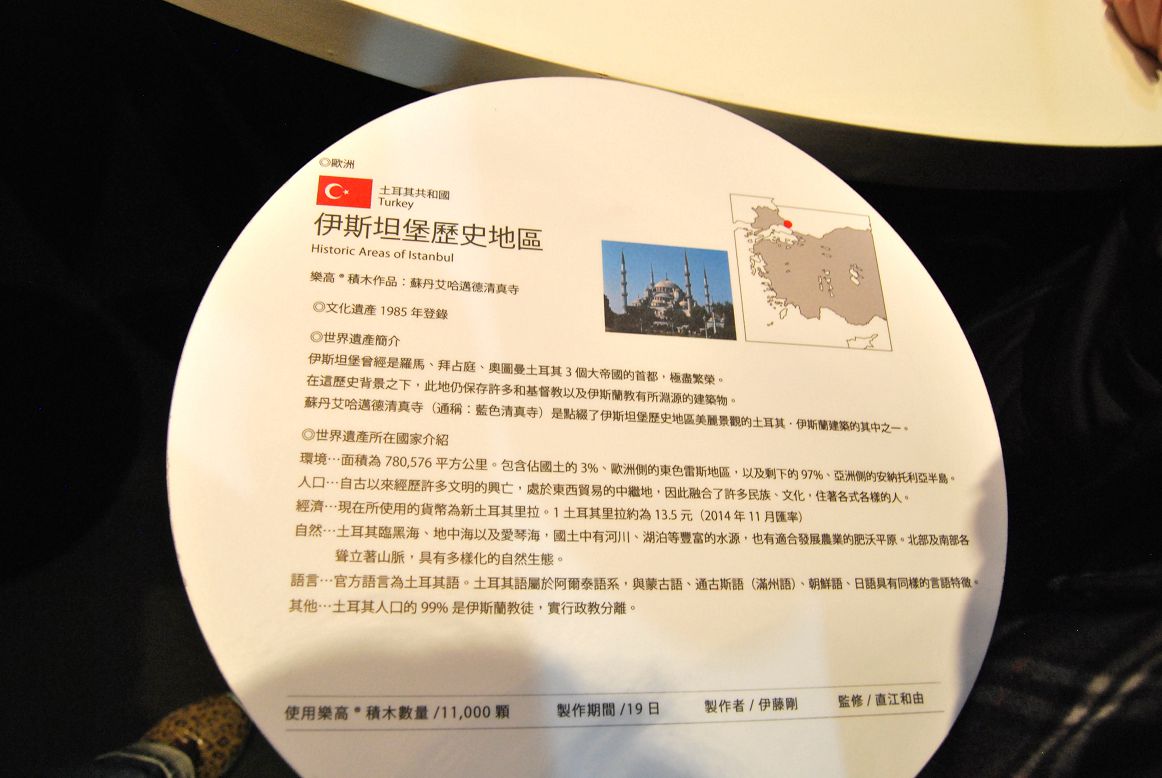 ◎歐洲
土耳其共和國
Turkey
伊斯坦堡歷史地區
Historic Areas of Istanbul
樂高®積木作品：蘇丹艾哈邁德清真寺
◎文化遺產 1985 年登錄
◎世界遺產簡介
伊斯坦堡曾經是羅馬、拜占庭、奧圖曼土耳其 3 個大帝國的首都，極盡繁榮。
在這歷史背景之下，此地仍保存許多和基督教以及伊斯蘭教有所淵源的建築物。
蘇丹艾哈邁德清真寺（通稱：藍色清真寺）是點綴了伊斯坦堡歷史地區美麗景觀的土耳其．伊斯蘭建築的其中之一。
◎世界遺產所在國家介紹
環境…面積為 780,576 平方公里。包含佔國土的 3%、歐洲側的東色雷斯地區，以及剩下的 97%、亞洲側的安納托利亞半島。
人口…自古以來經歷許多文明的興亡，處於東西貿易的中繼地，因此融合了許多民族、文化，住著各式各樣的人。
經濟…現在所使用的貨幣為新土耳其里拉。1 土耳其里拉約為 13.5 元（2014 年 11 月匯率）
自然…土耳其臨黑海、地中海以及愛琴海，國土中有河川、湖泊等豐富的水源，也有適合發展農業的肥沃平原。北部及南部各
聳立著山脈，具有多樣化的自然生態。
語言…官方語言為土耳其語。土耳其語屬於阿爾泰語系，與蒙古語、通古斯語（滿州語）、朝鮮語、日語具有同樣的言語特徵。
其他…土耳其人口的 99% 是伊斯蘭教徒，實行政教分離。
使用樂高®積木數量 /11,000 顆 製作期間 /19 日 製作者 / 伊藤剛 監修 / 直江和由